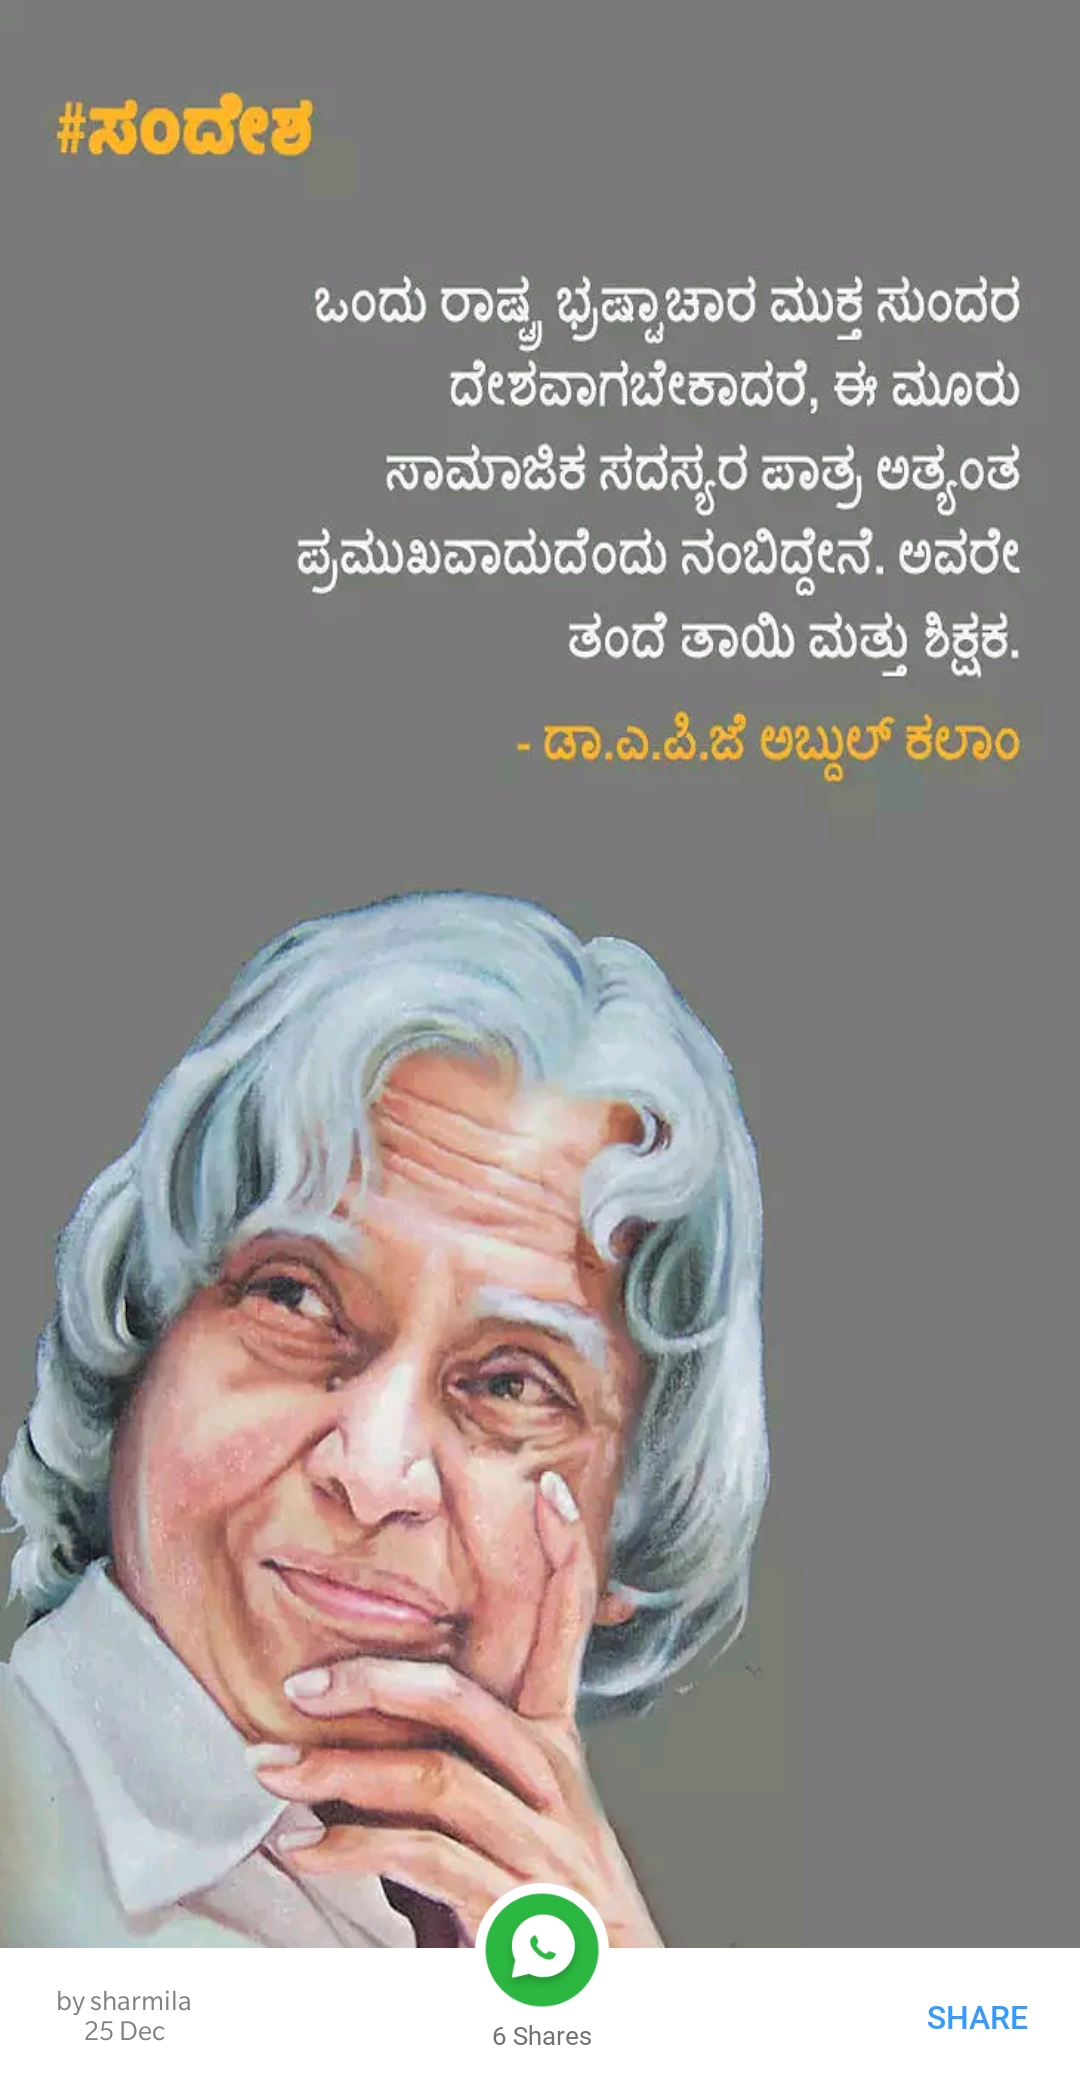 #ಸಂದೇಶ
ಒಂದು ರಾಷ್ಟ್ರ ಭ್ರಷ್ಟಾಚಾರ ಮುಕ್ತ ಸುಂದರ
ದೇಶವಾಗಬೇಕಾದರೆ, ಈ ಮೂರು
ಸಾಮಾಜಿಕ ಸದಸ್ಯರ ಪಾತ್ರ ಅತ್ಯಂತ
ಪ್ರಮುಖವಾದುದೆಂದು ನಂಬಿದ್ದೇನೆ. ಅವರೇ
ತಂದೆ ತಾಯಿ ಮತ್ತು ಶಿಕ್ಷಕ.
- ಡಾ.ಎ.ಪಿ.ಜೆ ಅಬ್ದುಲ್ ಕಲಾಂ
by sharmila
25 Dec
6 Shares
SHARE